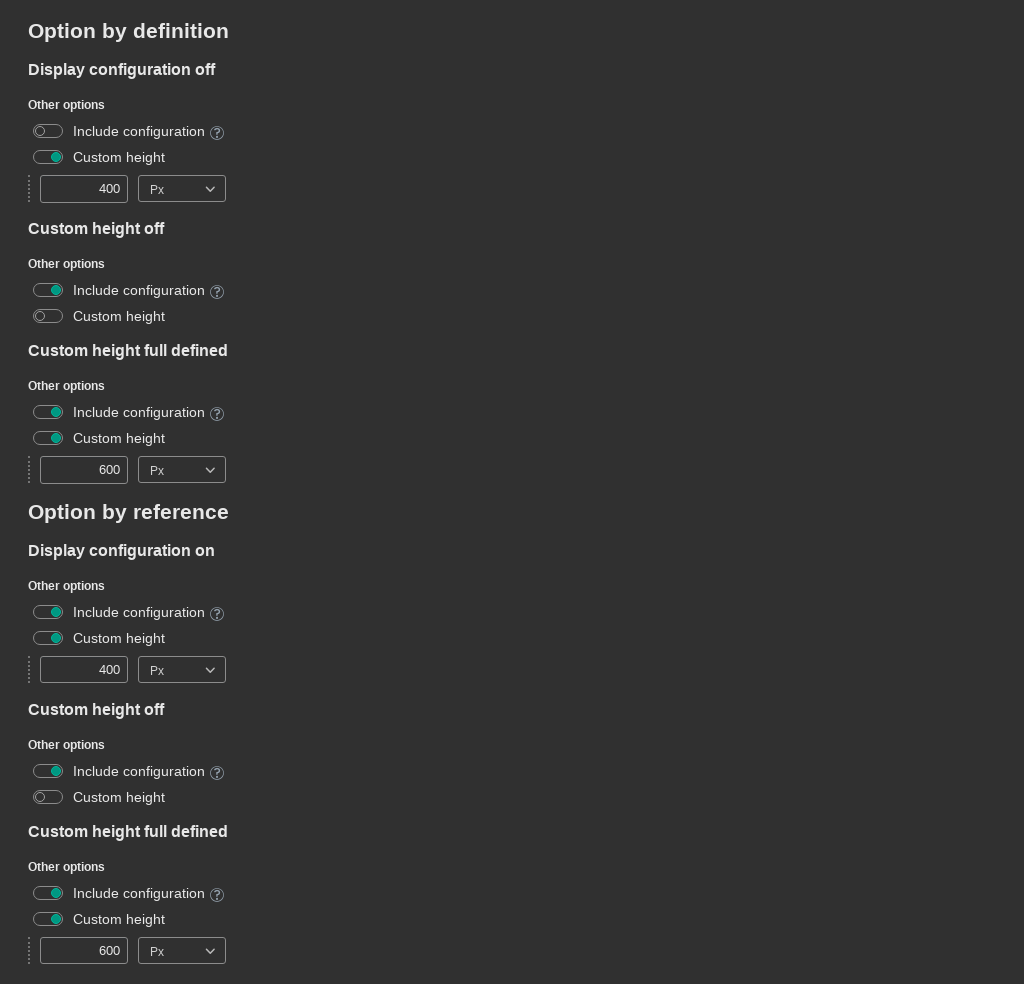 Option by definition
Display configuration off
Other options
Include configuration ?
Custom height
400 Px
Custom height off
Other options
Include configuration ?
Custom height
Custom height full defined
Other options
Include configuration ?
Custom height
600 Px
Option by reference
Display configuration on
Other options
Include configuration ?
Custom height
400 Px
Custom height off
Other options
Include configuration ?
Custom height
Custom height full defined
Other options
Include configuration ?
Custom height
600 Px